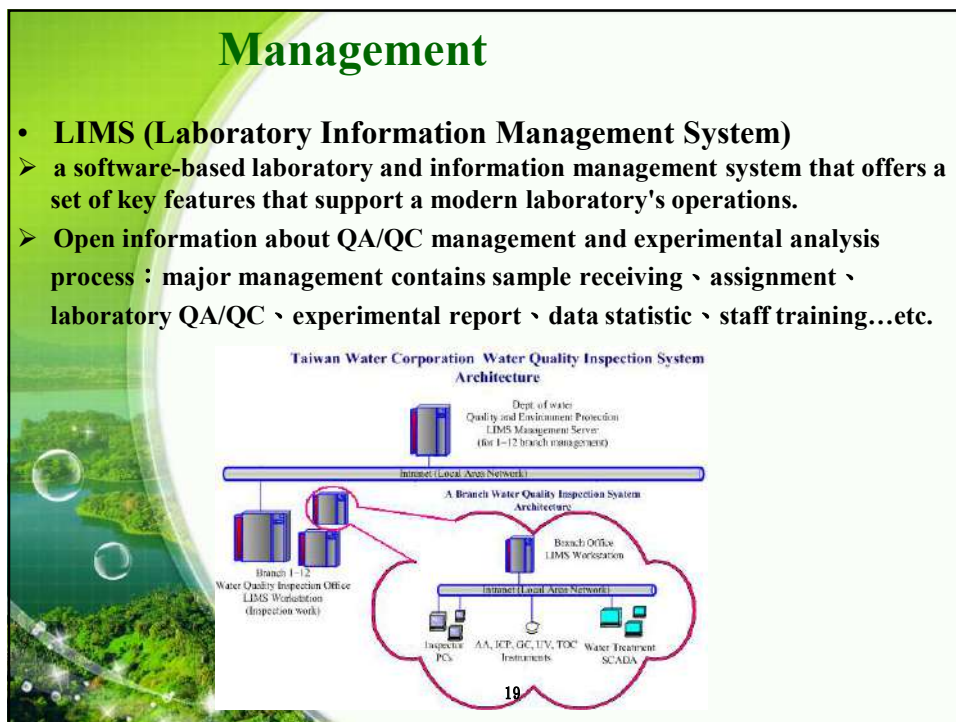 Management
• LIMS (Laboratory Information Management System)
➢ a software-based laboratory and information management system that offers a
set of key features that support a modern laboratory's operations.
➢ Open information about QA/QC management and experimental analysis
process：major management contains sample receiving、assignment、
laboratory QA/QC、experimental report、data statistic、staff training…etc.
Taiwan Water Corporation Water Quality Inspection System
Architecture
Dept. of water
Quality and Environment Protection
LIMS Management Server
(for 1~12 branch management)
Intranet (Local Area Network)
A Branch Water Quality Inspection Syatem
Architecture
Branch Office
LIMS Workstation
Branch 1~12
Water Quality Inspection Office
LIMS Workstation
(Inspection work)
Intranet (Local Area Network)
Inspector
PCs
AA, ICP, GC, UV, TOC
Instruments
Water Treatment
SCADA
19